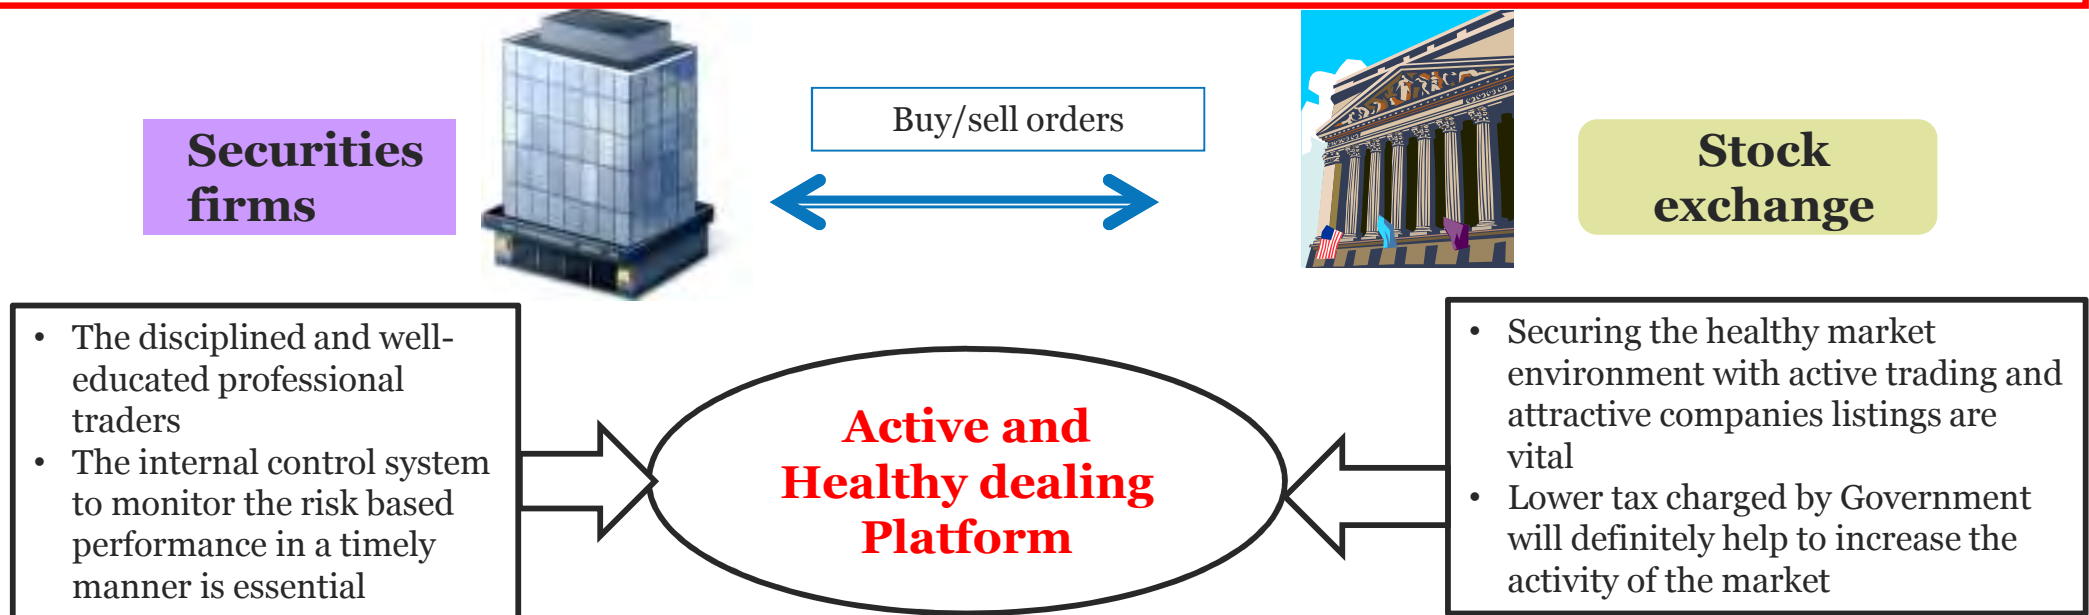 Securities
firms
Buy/sell orders
Stock
exchange
• The disciplined and well-
educated professional
traders
• The internal control system
to monitor the risk based
performance in a timely
manner is essential
Active and
Healthy dealing
Platform
• Securing the healthy market
environment with active trading and
attractive companies listings are
vital
• Lower tax charged by Government
will definitely help to increase the
activity of the market